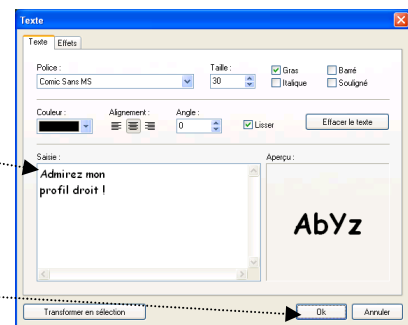 Texte
Texte Effets
Police : Taille :
Comic Sans MS 30 Gras Barré
Italique Souligné
Couleur : Alignement : Angle :
0 Lisser Effacer le texte
Saisie : Aperçu :
Admirez mon
profil droit !
AbYz
Transformer en sélection Ok Annuler